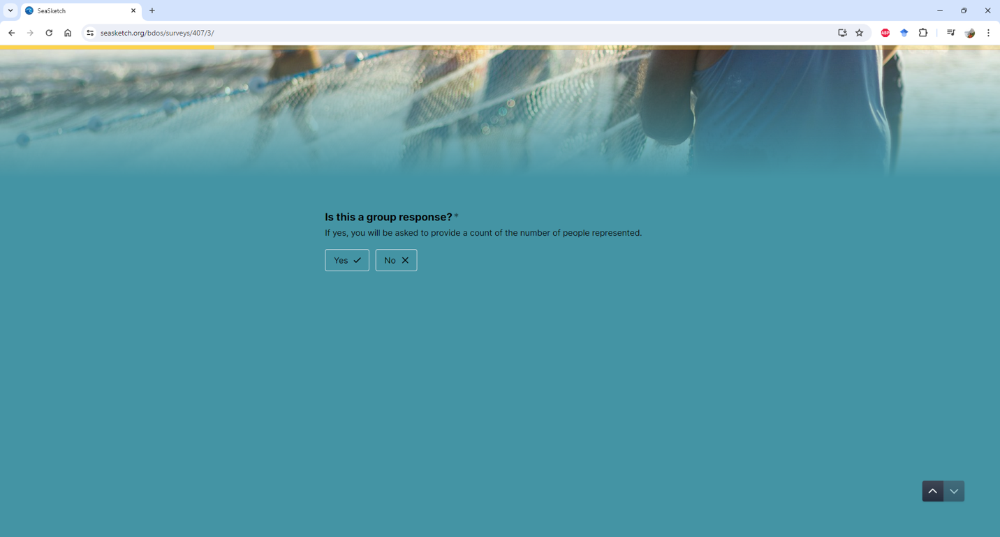 SeaSketch
seasketch.org/bdos/surveys/407/3/
ABP
Is this a group response? *
If yes, you will be asked to provide a count of the number of people represented.
Yes
No